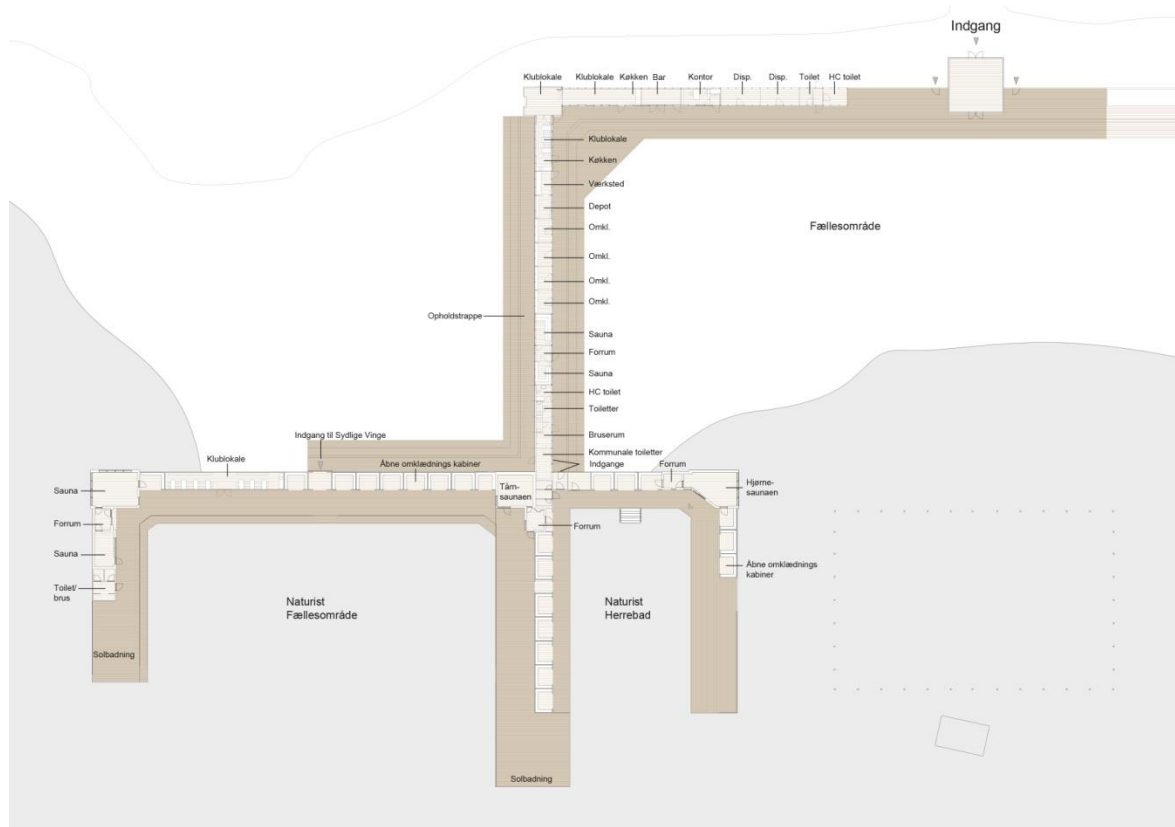 Indgang
Klublokale
Klublokale
Køkken
Bar
Kontor
Disp.
Disp.
Toilet
HC toilet
Klublokale
Køkken
Værksted
Depot
Omkl.
Fællesområde
Omkl.
Omkl.
Omkl.
Opholdstrappe
Sauna
Forrum
Sauna
HC toilet
Toiletter
Bruserum
Indgang til Sydlige Vinge
Kommunale toiletter
Klublokale
Åbne omklædnings kabiner
Indgange
Forrum
Sauna
Tårn-
saunaen
Hjørne-
saunaen
Forrum
Forrum
Sauna
Åbne omklædnings
kabiner
Toilet/
brus
Naturist
Fællesområde
Naturist
Herrebad
Solbadning
Solbadning